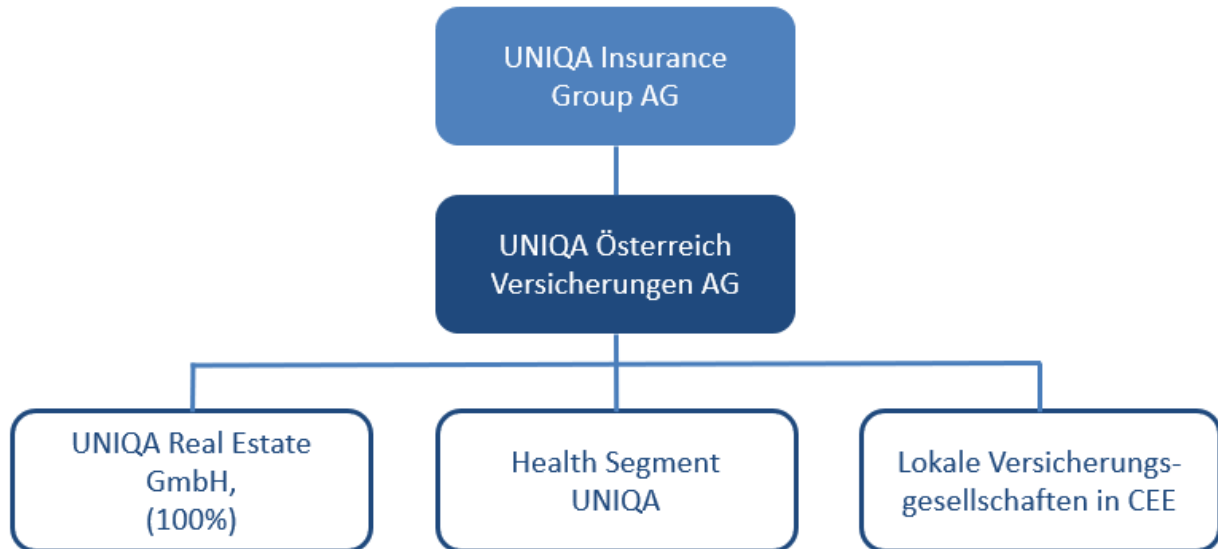 UNIQA Insurance
Group AG
UNIQA Österreich
Versicherungen AG
UNIQA Real Estate
GmbH,
(100%)
Health Segment
UNIQA
Lokale Versicherungs-
gesellschaften in CEE